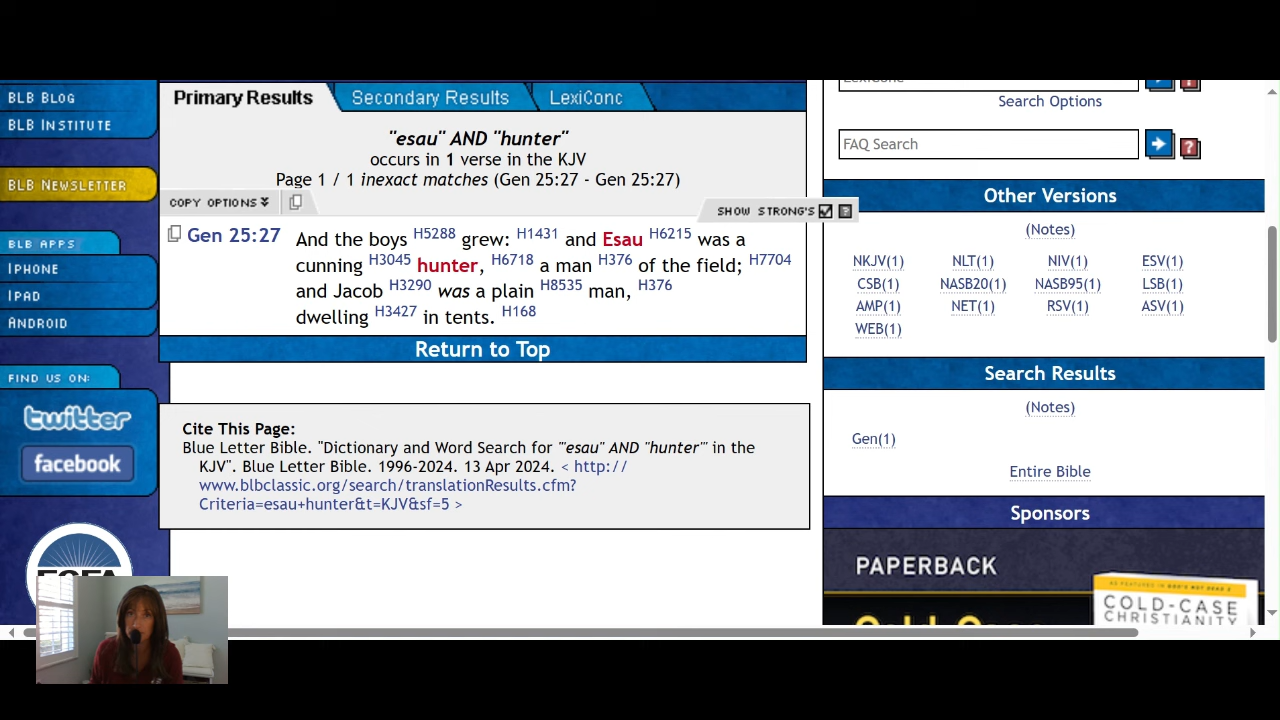 BLB BLOG
BLB INSTITUTE
BLB NEWSLETTER
BLB APPS
IPHONE
IPAD
ANDROID
FIND US ON:
twitter
facebook
Primary Results
Secondary Results
LexiConc
"esau" AND "hunter"
occurs in 1 verse in the KJV
Page 1 / 1 inexact matches (Gen 25:27 - Gen 25:27)
COPY OPTIONS
SHOW STRONG'S ?
Gen 25:27
And the boys H5288 grew: H1431 and Esau H6215 was a
cunning H3045 hunter, H6718 a man H376 of the field; H7704
and Jacob H3290 was a plain H8535 man, H376
dwelling H3427 in tents. H168
Return to Top
Cite This Page:
Blue Letter Bible. "Dictionary and Word Search for "'esau" AND "hunter"' in the
KJV". Blue Letter Bible. 1996-2024. 13 Apr 2024. < http://
www.blbclassic.org/search/translationResults.cfm?
Criteria=esau+hunter&t=KJV&sf=5 >
LexiConc
?
Search Options
FAQ Search
?
Other Versions
(Notes)
NKJV(1) NLT(1) NIV(1) ESV(1)
CSB(1) NASB20(1) NASB95(1) LSB(1)
AMP(1) NET(1) RSV(1) ASV(1)
WEB(1)
Search Results
(Notes)
Gen(1)
Entire Bible
Sponsors
PAPERBACK
Cold-Case
COLD-CASE
CHRISTIANITY